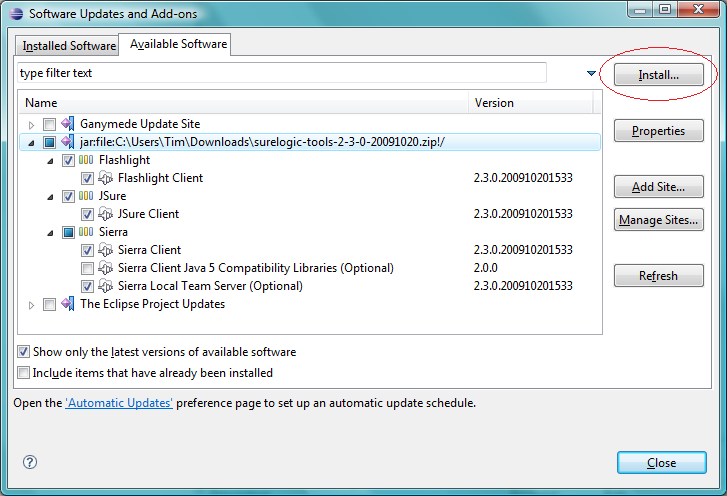 Software Updates and Add-ons
Installed Software
Available Software
type filter text
Install...
Name
Version
Ganymede Update Site
jar:file:C:\Users\Tim\Downloads\surelogic-tools-2-3-0-20091020.zip!/
Properties
Flashlight
Flashlight Client 2.3.0.200910201533
JSure
Add Site...
JSure Client 2.3.0.200910201533
Manage Sites...
Sierra
Sierra Client 2.3.0.200910201533
Sierra Client Java 5 Compatibility Libraries (Optional) 2.0.0
Refresh
Sierra Local Team Server (Optional) 2.3.0.200910201533
The Eclipse Project Updates
Show only the latest versions of available software
Include items that have already been installed
Open the 'Automatic Updates' preference page to set up an automatic update schedule.
?
Close